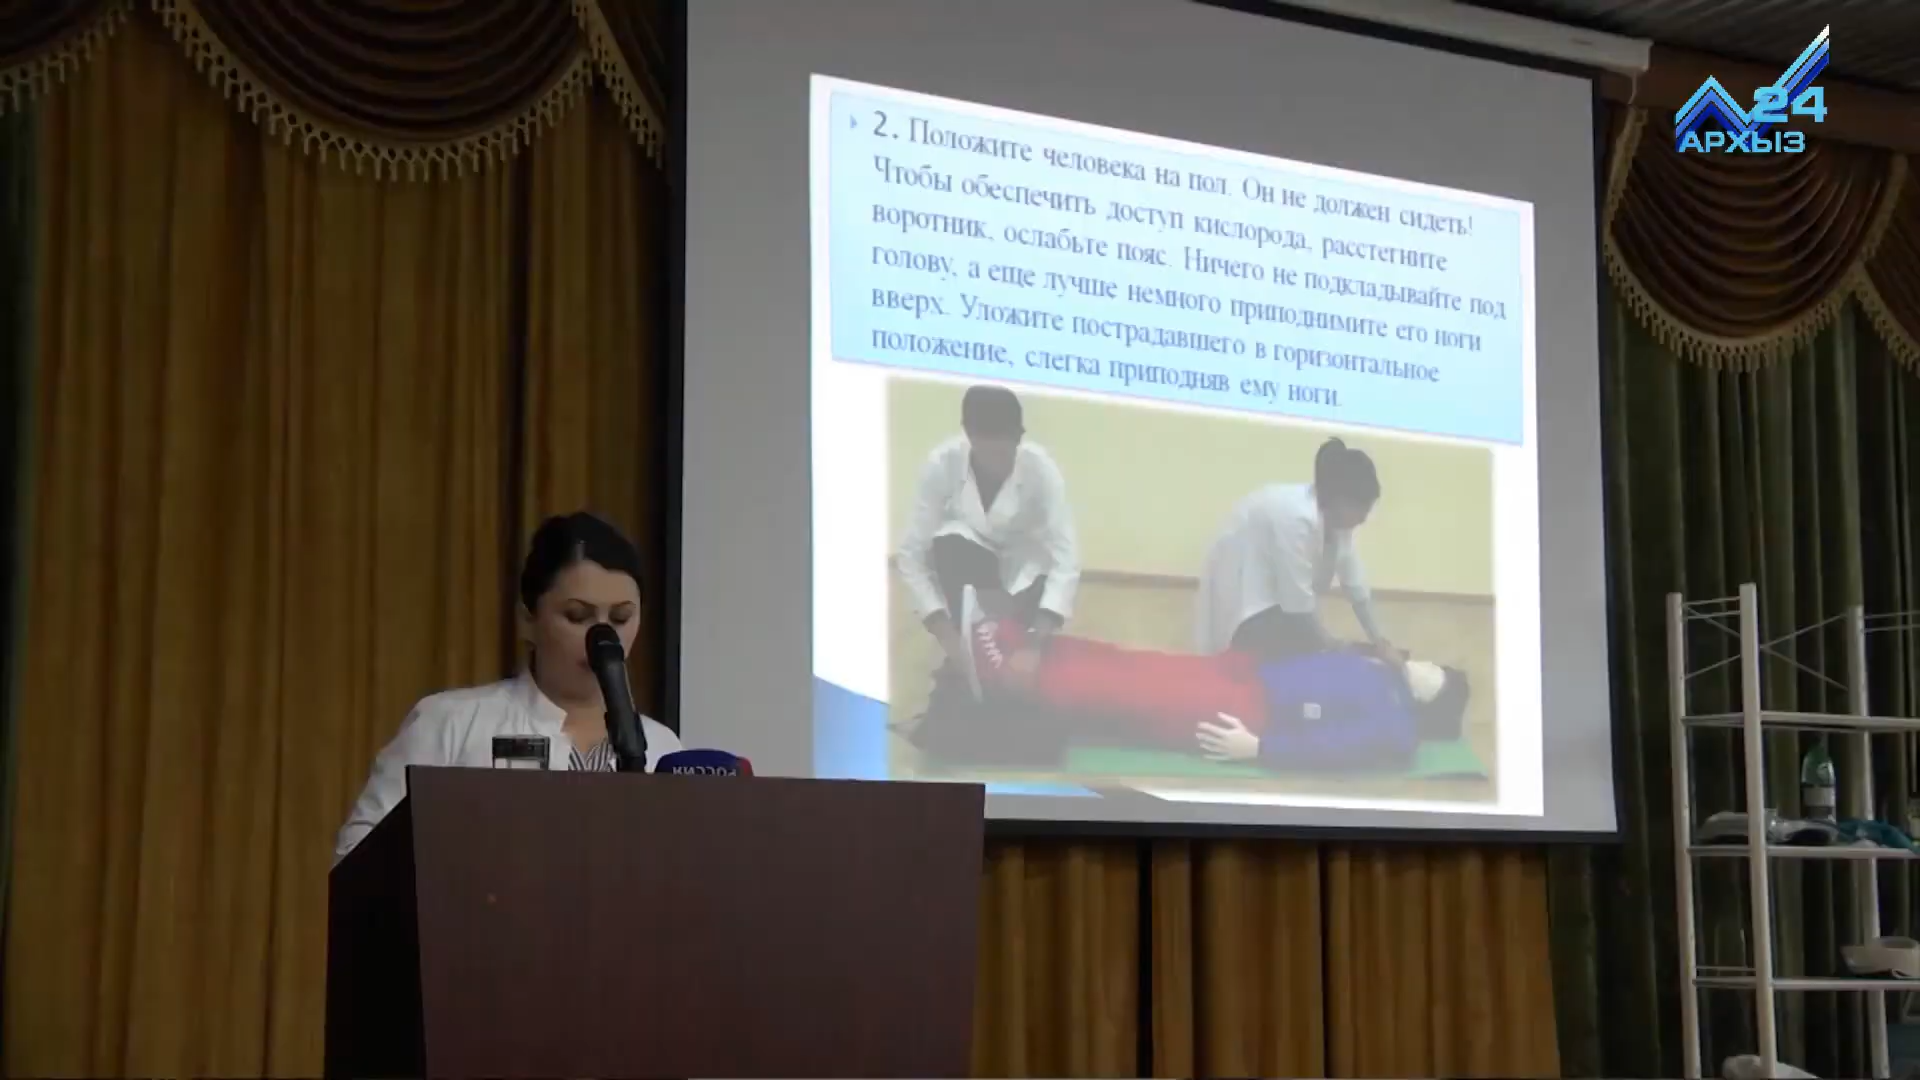 2. Положите человека на пол. Он не должен сидеть!
Чтобы обеспечить доступ кислорода, расстегните
воротник, ослабьте пояс. Ничего не подкладывайте под
голову, а еще лучше немного приподнимите его ноги
вверх. Уложите пострадавшего в горизонтальное
положение, слегка приподняв ему ноги.
24
АРХЫЗ
РОССИЯ